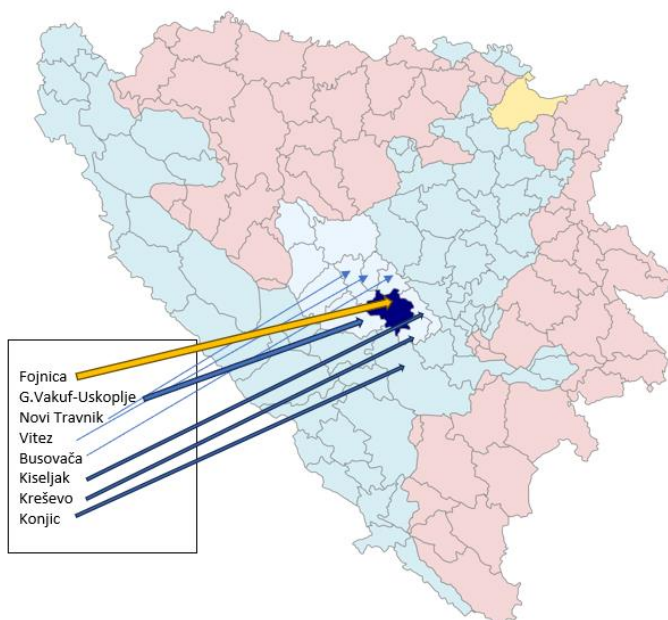 Fojnica
G.Vakuf-Uskoplje
Novi Travnik
Vitez
Busovača
Kiseljak
Kreševo
Konjic